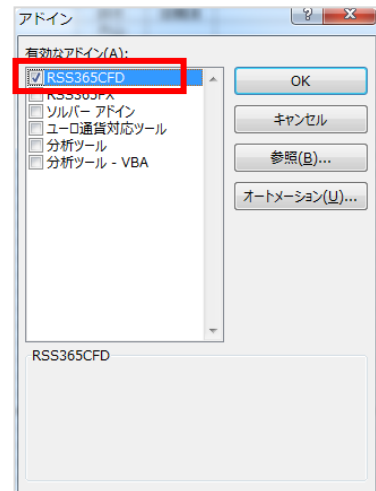 アドイン
有効なアドイン(A):
RSS365CFD
RSS365FX
ソルバー アドイン
ユーロ通貨対応ツール
分析ツール
分析ツール - VBA
OK
キャンセル
参照(B)...
オートメーション(U)...
RSS365CFD